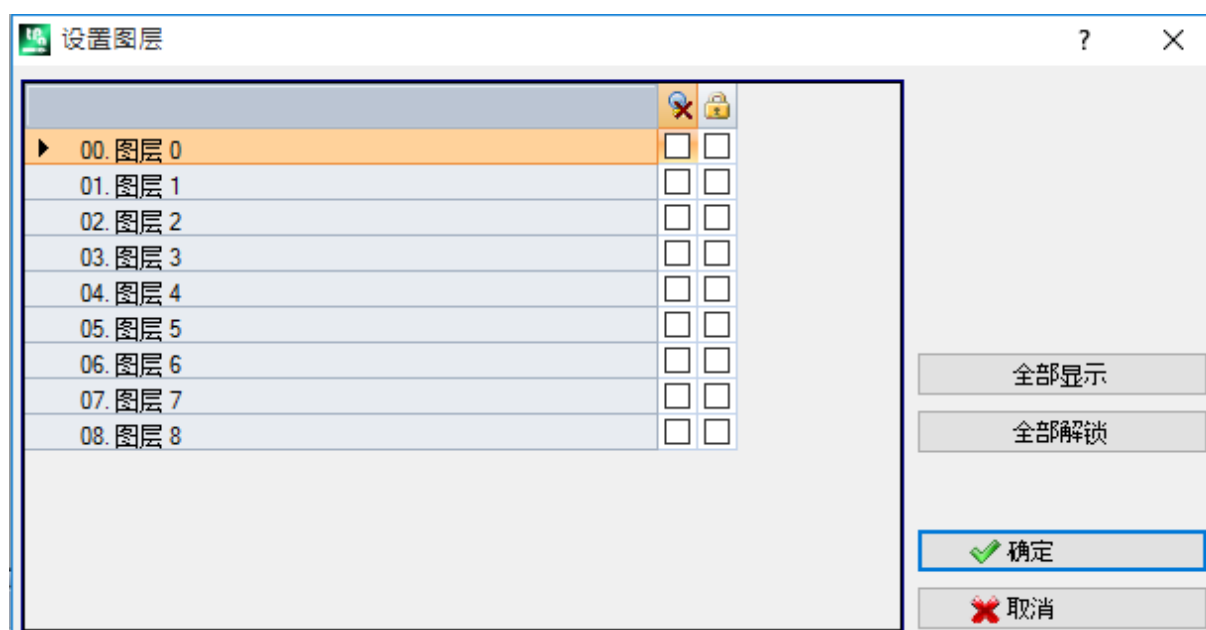 设置图层
?
00. 图层 0
01. 图层 1
02. 图层 2
03. 图层 3
04. 图层 4
05. 图层 5
06. 图层 6
07. 图层 7
08. 图层 8
全部显示
全部解锁
确定
取消